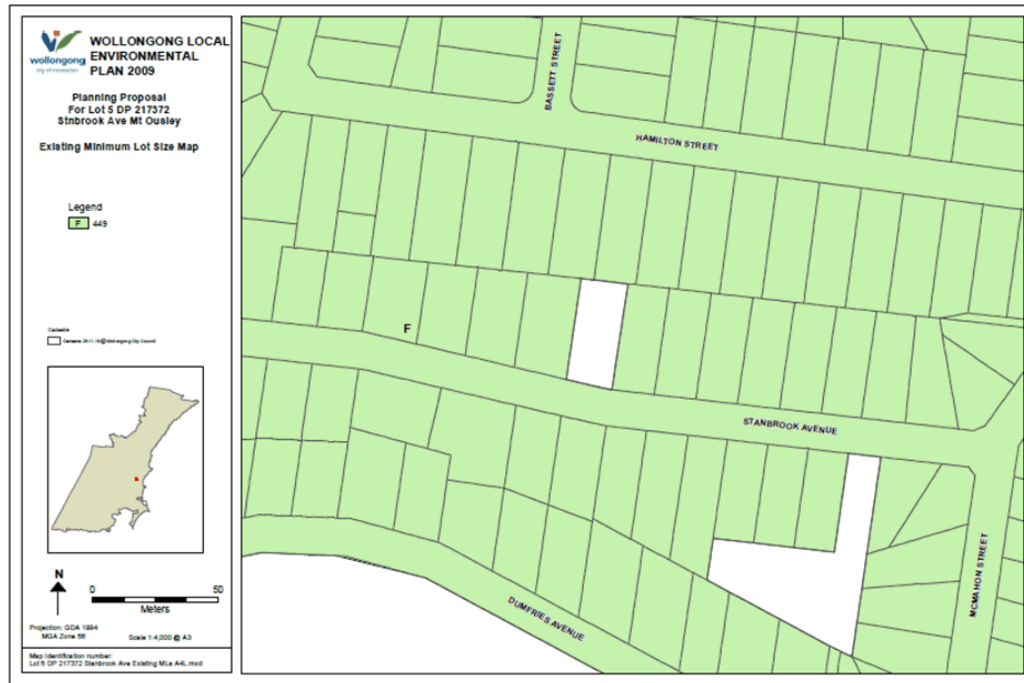 wollongong
city of innovation
WOLLONGONG LOCAL
ENVIRONMENTAL
PLAN 2009
Planning Proposal
For Lot 5 DP 217372
Stnbrook Ave Mt Ousley
Existing Minimum Lot Size Map
Legend
F 449
Cadastre
N
0 50
Meters
Projection: GDA 1994
MGA Zone 56
Scale 1:4,000 @ A3
Map Identification number:
Lot 5 DP 217372 Stanbrook Ave Existing MLs A4L.mxd
BASSETT STREET
HAMILTON STREET
F
STANBROOK AVENUE
DUMFRIES AVENUE
MCMAHON STREET